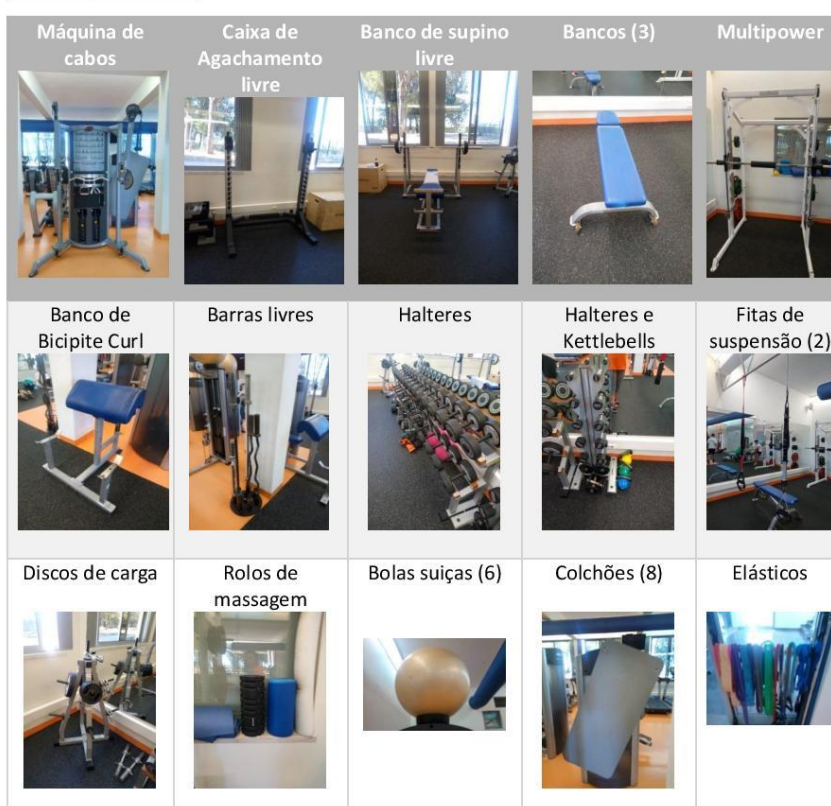 Máquina de
cabos
Caixa de
Agachamento
livre
Banco de supino
livre
Bancos (3)
Multipower
Banco de
Bicipite Curl
Barras livres
Halteres
Halteres e
Kettlebells
Fitas de
suspensão (2)
Discos de carga
Rolos de
massagem
Bolas suiças (6)
Colchões (8)
Elásticos